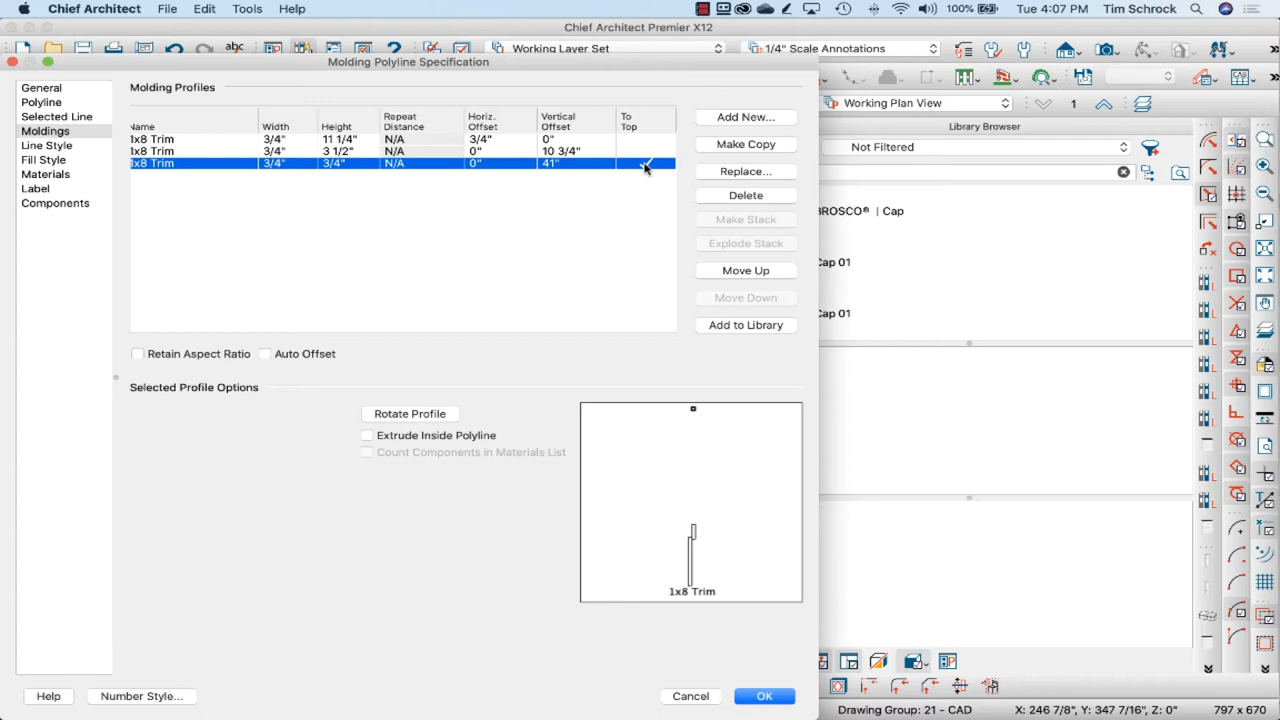 Chief Architect File Edit Tools Help 100% Tue 4:07 PM Tim Schrock
Chief Architect Premier X12
abc ? Working Layer Set 1/4" Scale Annotations
Molding Polyline Specification
Working Plan View 1
Library Browser
Not Filtered
BROSCO® | Cap
Cap 01
Cap 01
General
Polyline
Selected Line
Moldings
Line Style
Fill Style
Materials
Label
Components
Molding Profiles
Name Width Height Repeat Distance Horiz. Offset Vertical Offset To Top
1x8 Trim 3/4" 11 1/4" N/A 3/4" 0"
1x8 Trim 3/4" 3 1/2" N/A 0" 10 3/4"
1x8 Trim 3/4" 3/4" N/A 0" 41"
Add New...
Make Copy
Replace...
Delete
Make Stack
Explode Stack
Move Up
Move Down
Add to Library
Retain Aspect Ratio Auto Offset
Selected Profile Options
Rotate Profile
Extrude Inside Polyline
Count Components in Materials List
1x8 Trim
Help Number Style... Cancel OK
Drawing Group: 21 - CAD X: 246 7/8", Y: 347 7/16", Z: 0" 797 x 670